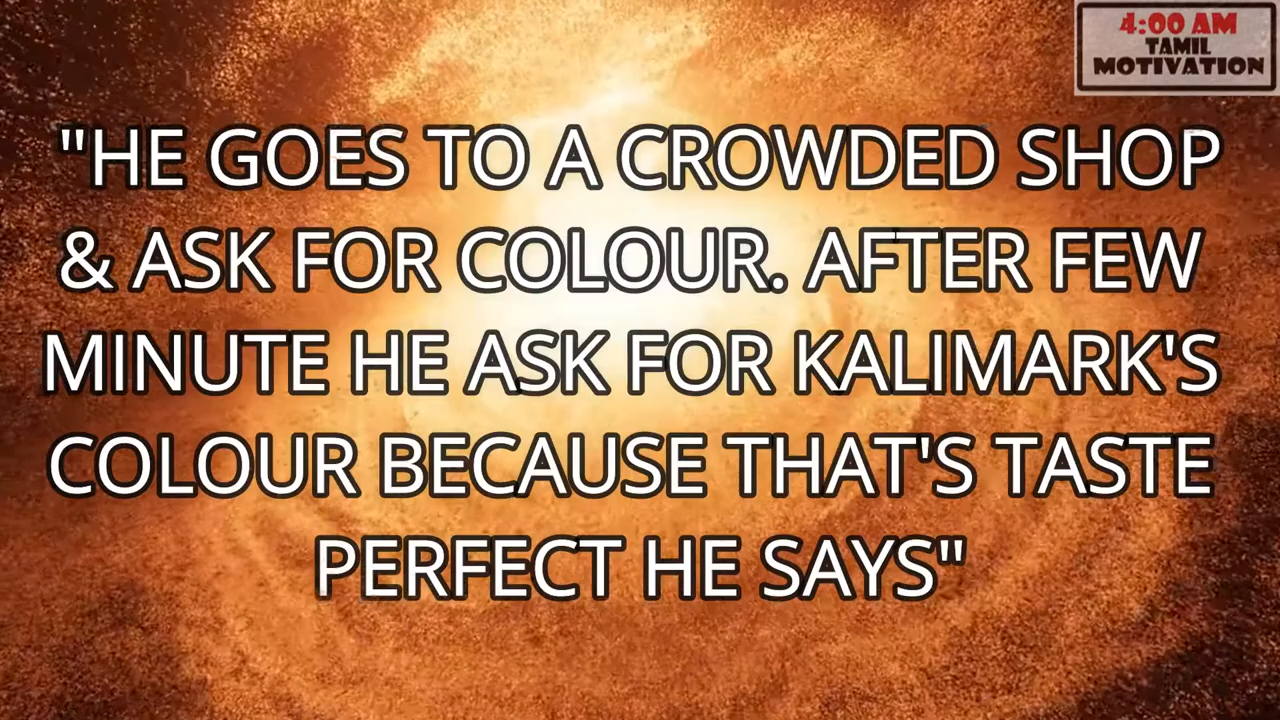 4:00 AM
TAMIL
MOTIVATION
"HE GOES TO A CROWDED SHOP
& ASK FOR COLOUR. AFTER FEW
MINUTE HE ASK FOR KALIMARK'S
COLOUR BECAUSE THAT'S TASTE
PERFECT HE SAYS"